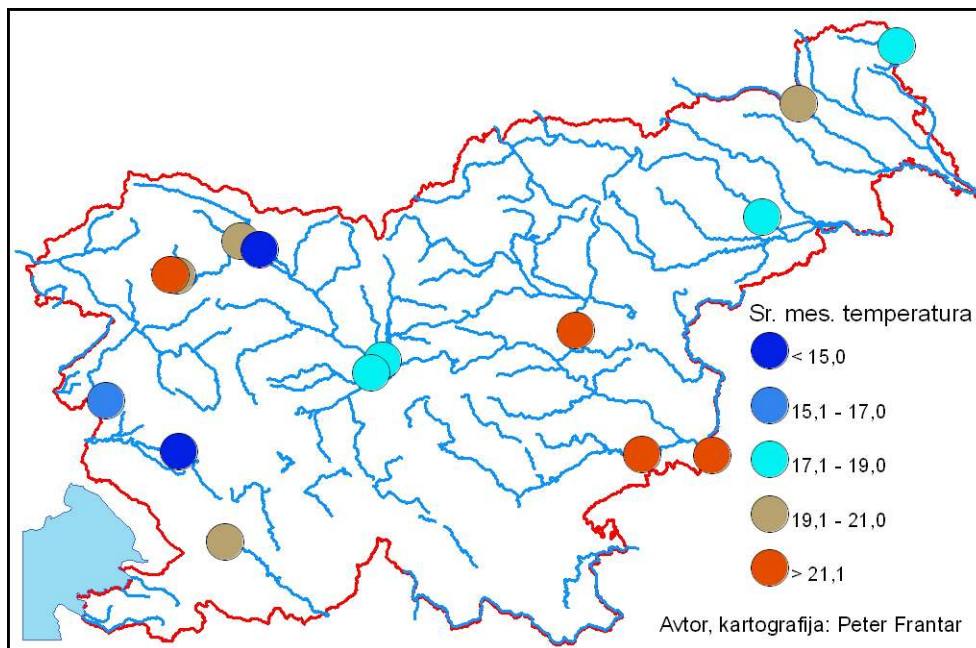 Sr. mes. temperatura
< 15,0
15,1 - 17,0
17,1 - 19,0
19,1 - 21,0
> 21,1
Avtor, kartografija: Peter Frantar